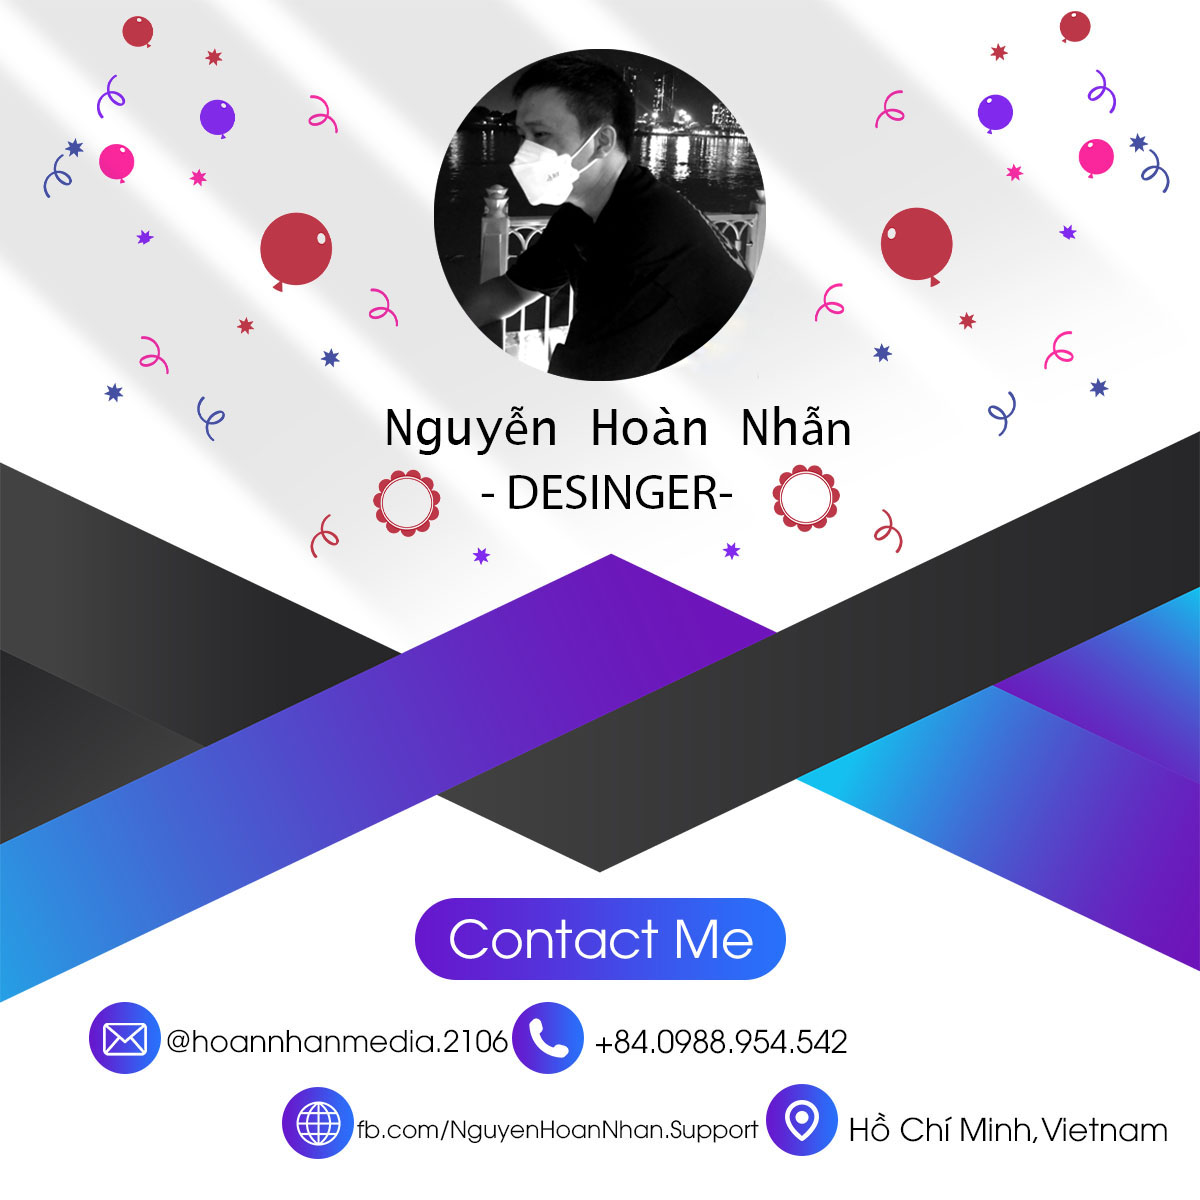 Nguyễn Hoàn Nhẫn
- DESINGER-
Contact Me
@hoannhanmedia.2106
+84.0988.954.542
fb.com/NguyenHoanNhan.Support
Hồ Chí Minh,Vietnam